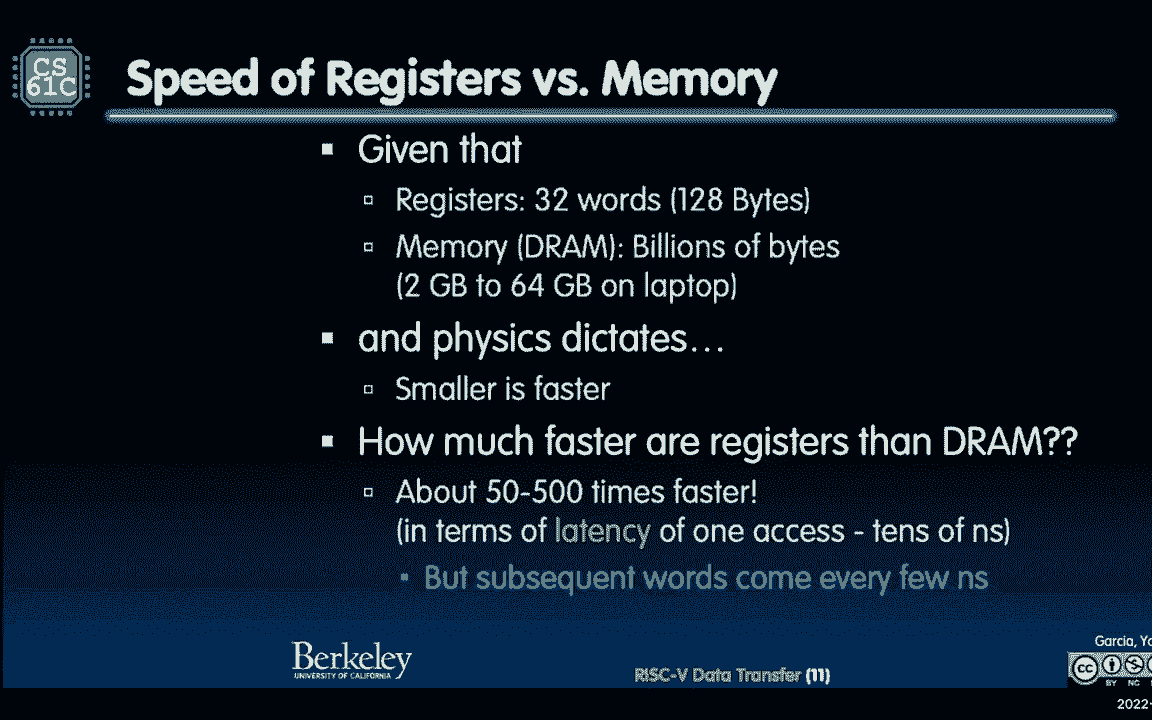 CS
61C
Speed of Registers vs. Memory
▪ Given that
▫ Registers: 32 words (128 Bytes)
▫ Memory (DRAM): Billions of bytes
(2 GB to 64 GB on laptop)
▪ and physics dictates…
▫ Smaller is faster
▪ How much faster are registers than DRAM??
▫ About 50-500 times faster!
(in terms of latency of one access - tens of ns)
▪ But subsequent words come every few ns
Berkeley
UNIVERSITY OF CALIFORNIA
RISC-V Data Transfer (11)
Garcia,
cc
BY NC
2022-